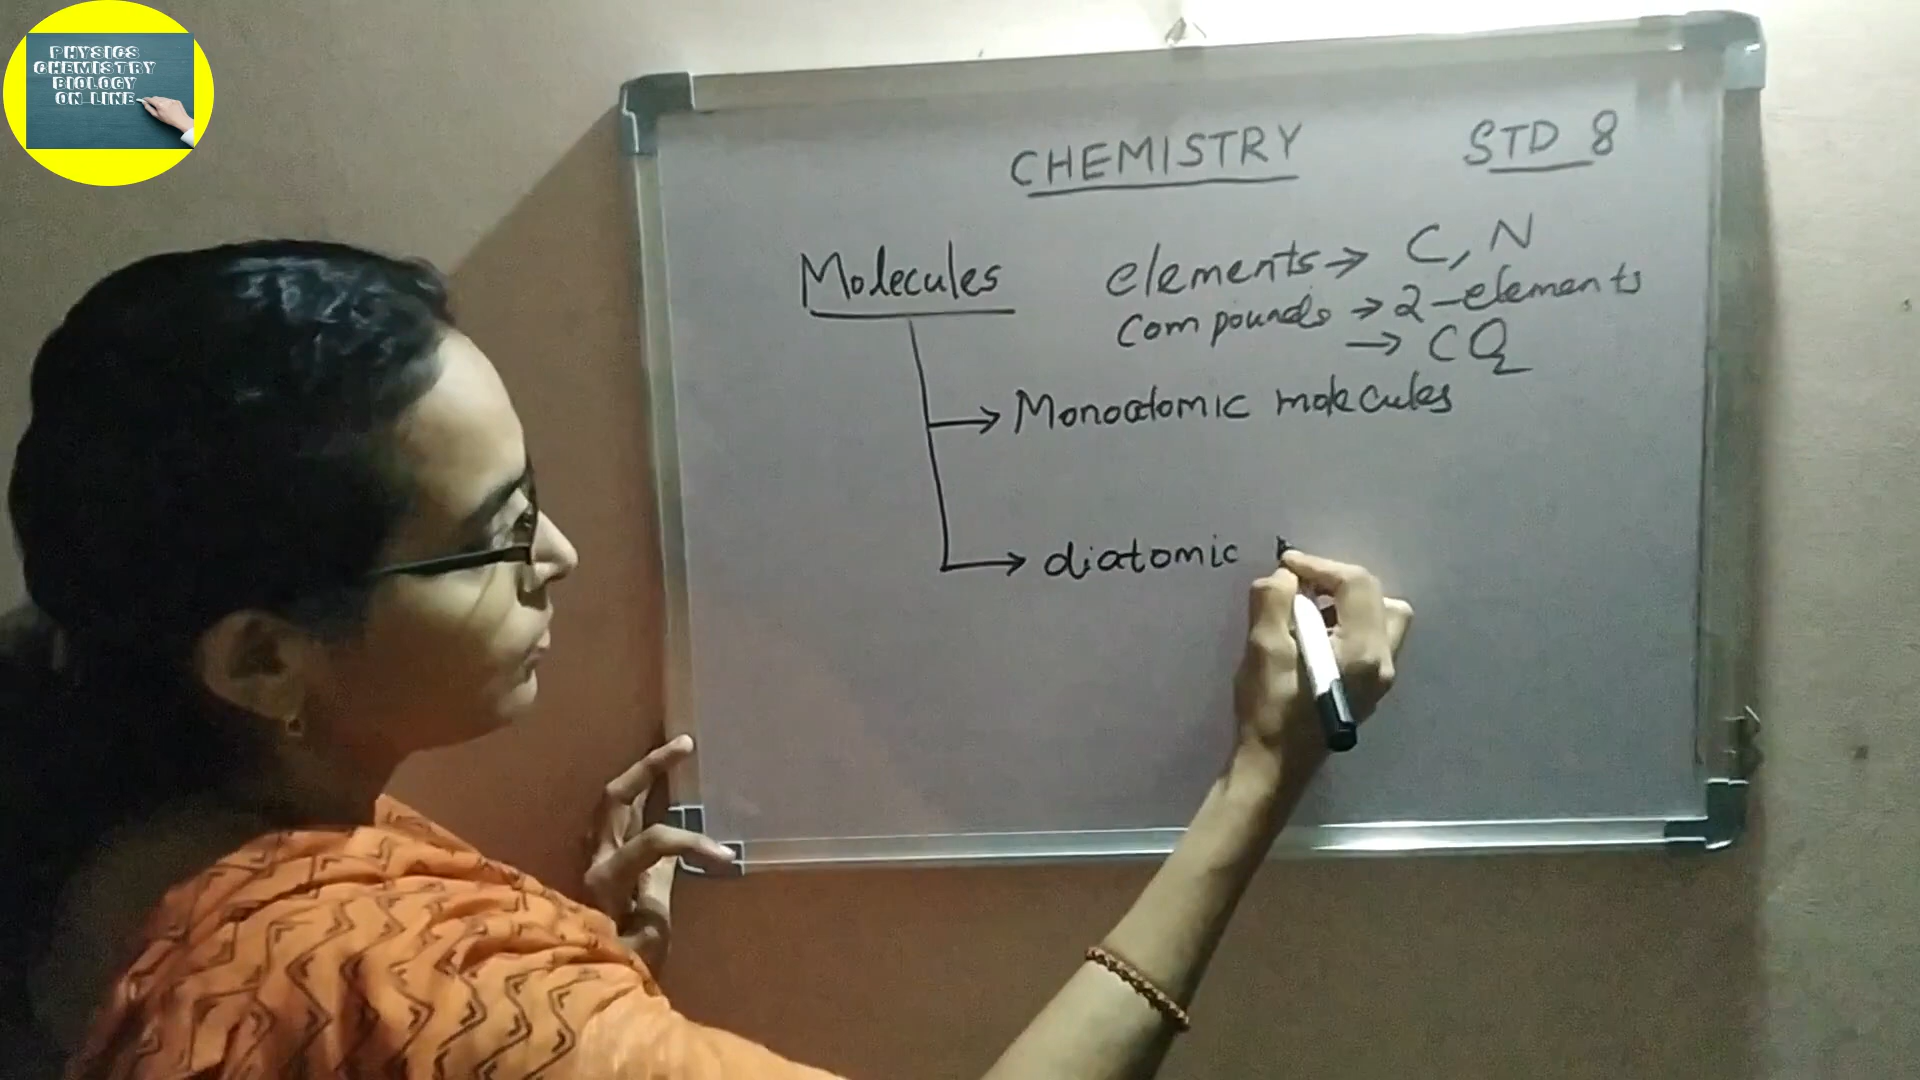 PHYSICS
CHEMISTRY
BIOLOGY
ON LINE
CHEMISTRY STD 8
Molecules
elements → C, N
compounds → 2-elements
→ CO2
→ Monoatomic molecules
→ diatomic